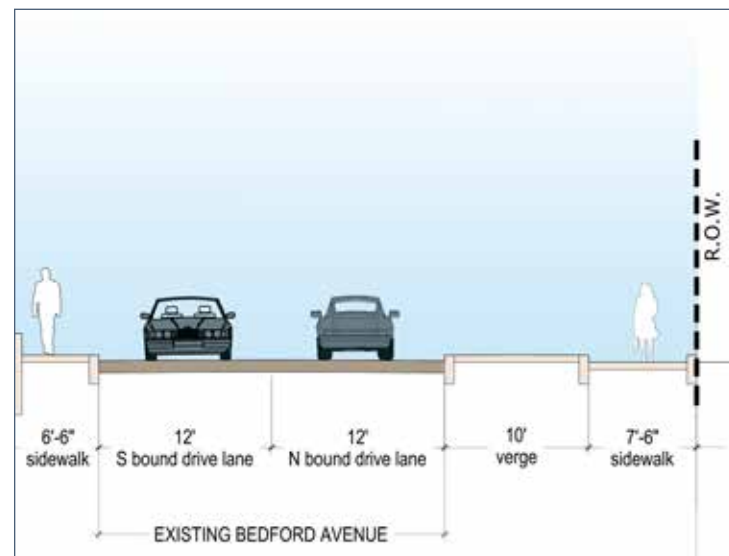 R.O.W.
6'-6"
sidewalk
12'
S bound drive lane
12'
N bound drive lane
10'
verge
7'-6"
sidewalk
EXISTING BEDFORD AVENUE